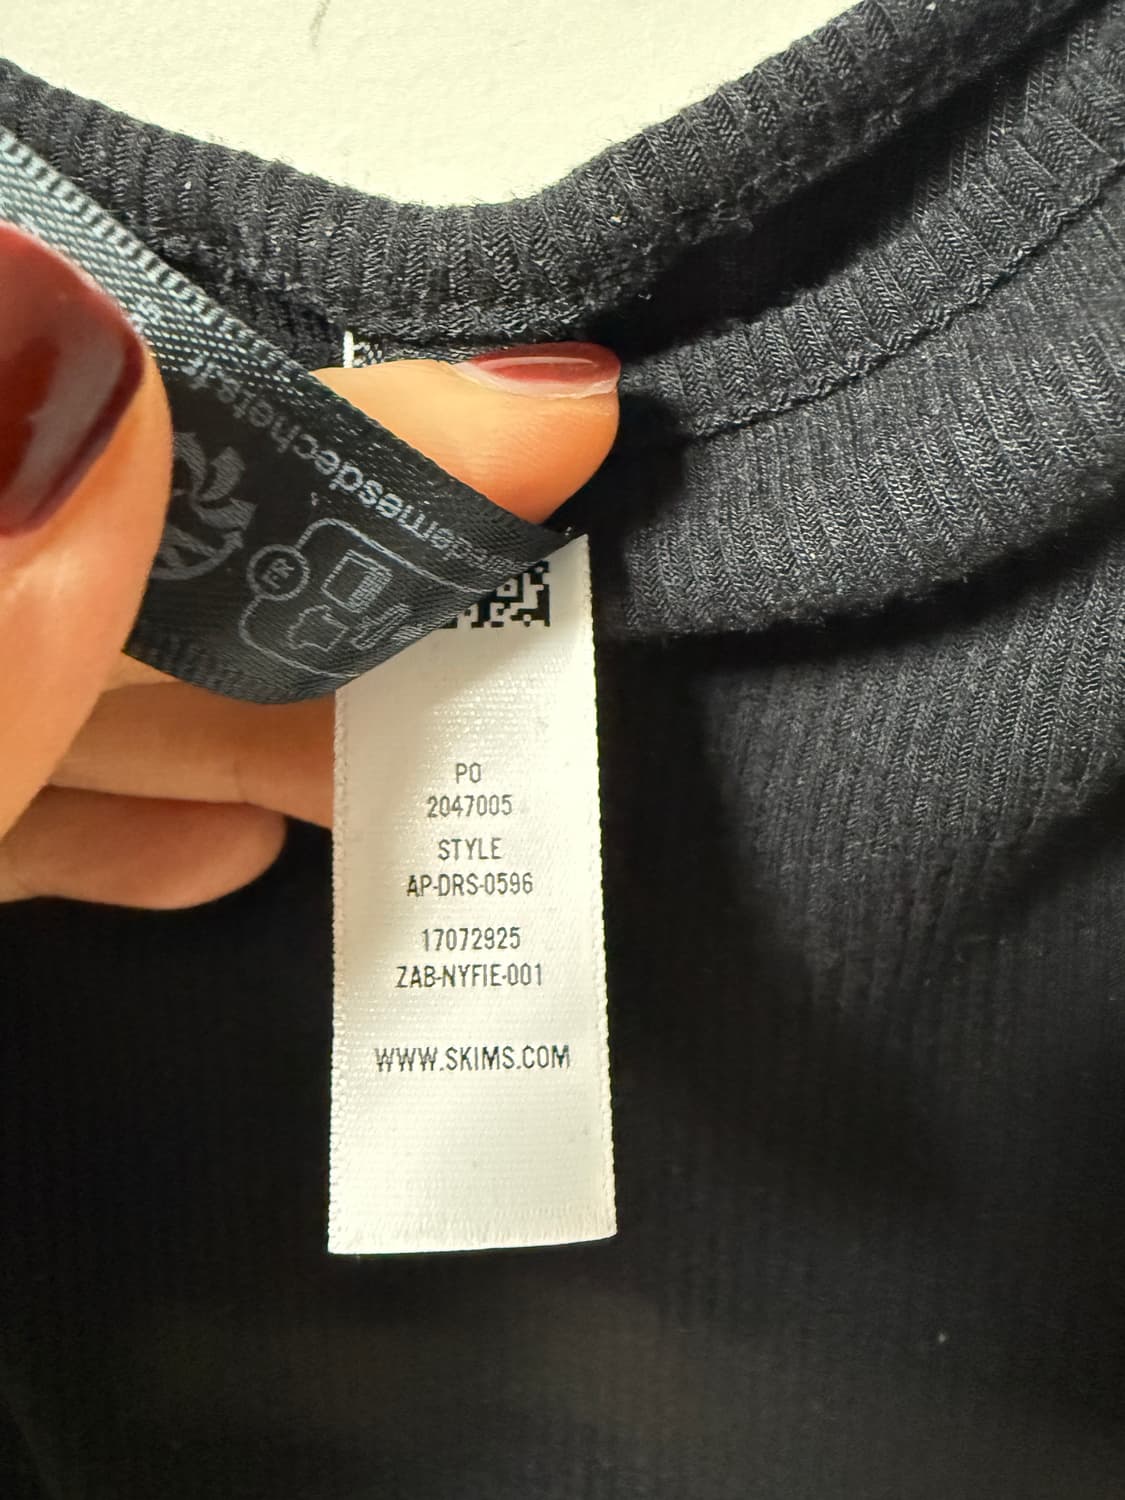 PO
2047005
STYLE
AP-DRS-0596
17072925
ZAB-NYFIE-001
WWW.SKIMS.COM